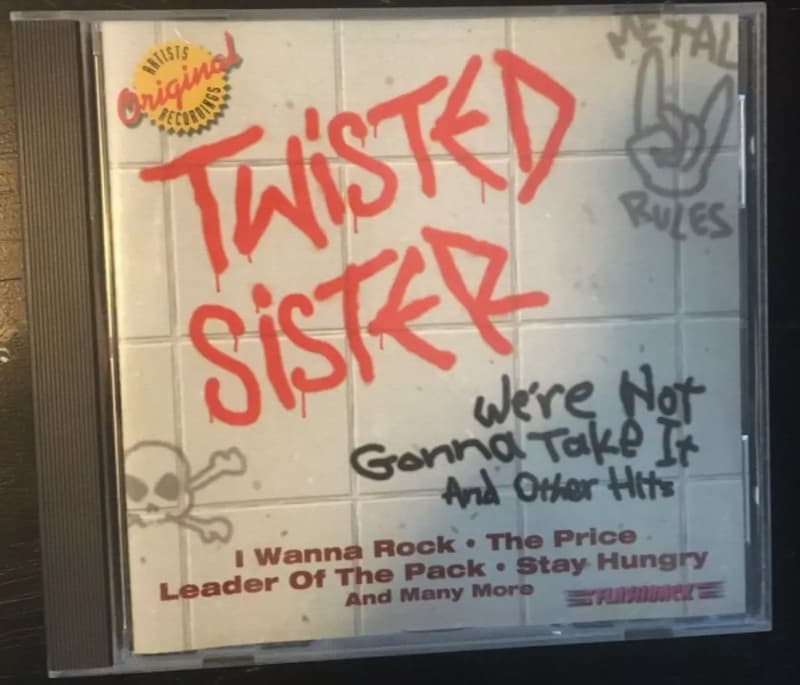 ORIGINAL
ARTISTS
RECORDINGS
METAL
RULES
TWiSTED
SiSTER
We're Not
Gonna Take It
And Other Hits
I Wanna Rock • The Price
Leader Of The Pack • Stay Hungry
And Many More
FLASHBACK